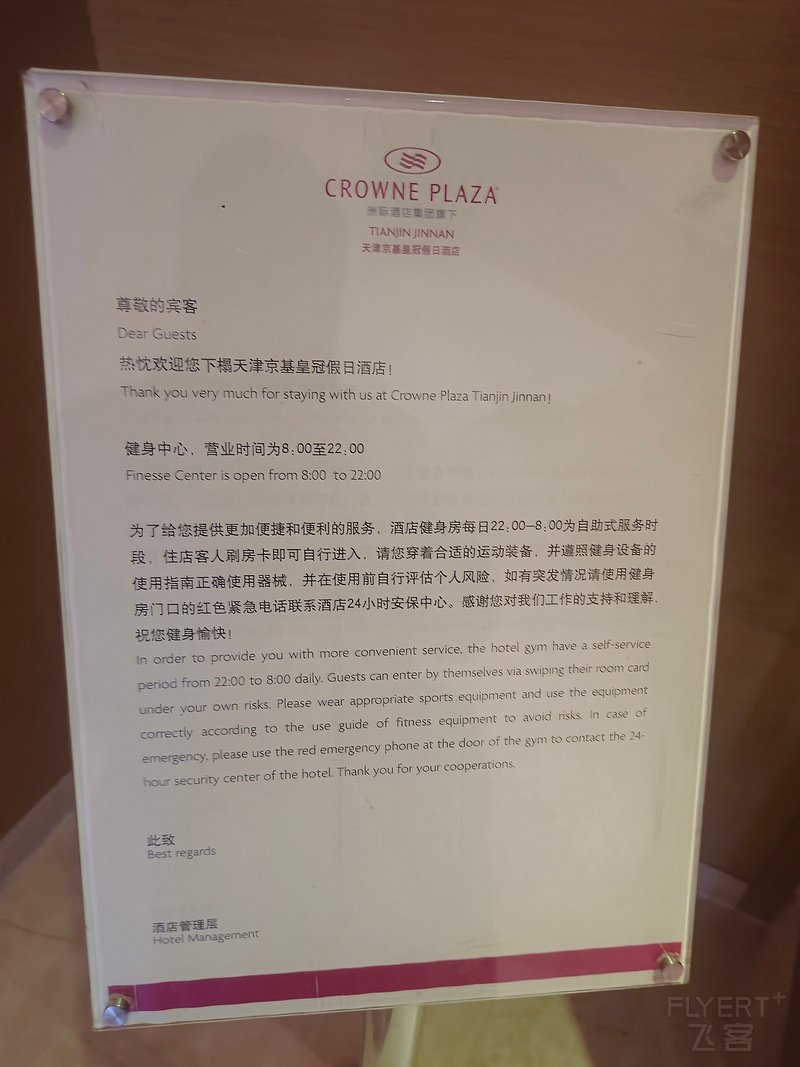 CROWNE PLAZA
洲际酒店集团旗下
TIANJIN JINNAN
天津京基皇冠假日酒店
尊敬的宾客
Dear Guests
热忱欢迎您下榻天津京基皇冠假日酒店!
Thank you very much for staying with us at Crowne Plaza Tianjin Jinnan!
健身中心，营业时间为8:00至22:00
Finesse Center is open from 8:00 to 22:00
为了给您提供更加便捷和便利的服务，酒店健身房每日22:00—8:00为自助式服务时
段，住店客人刷房卡即可自行进入，请您穿着合适的运动装备，并遵照健身设备的
使用指南正确使用器械，并在使用前自行评估个人风险，如有突发情况请使用健身
房门口的红色紧急电话联系酒店24小时安保中心。感谢您对我们工作的支持和理解，
祝您健身愉快!
In order to provide you with more convenient service, the hotel gym have a self-service
period from 22:00 to 8:00 daily. Guests can enter by themselves via swiping their room card
under your own risks. Please wear appropriate sports equipment and use the equipment
correctly according to the use guide of fitness equipment to avoid risks. In case of
emergency, please use the red emergency phone at the door of the gym to contact the 24-
hour security center of the hotel. Thank you for your cooperations.
此致
Best regards
酒店管理层
Hotel Management
FLYERT+
飞客